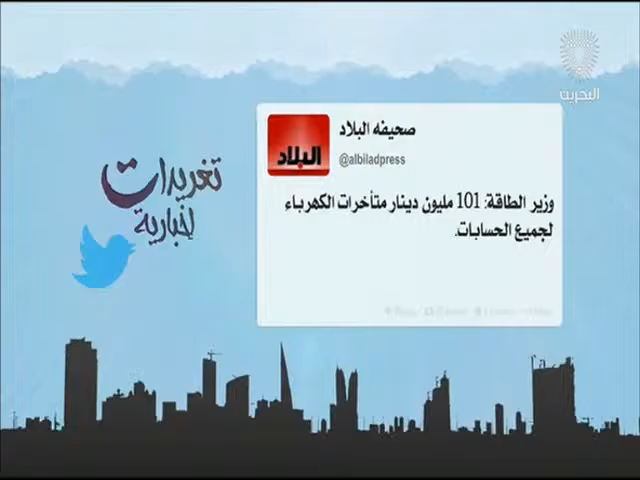 البحرين
صحيفه البلاد
البلاد
@albiladpress
تغريدات
إخبارية
وزير الطاقة: 101 مليون دينار متأخرات الكهرباء
لجميع الحسابات.